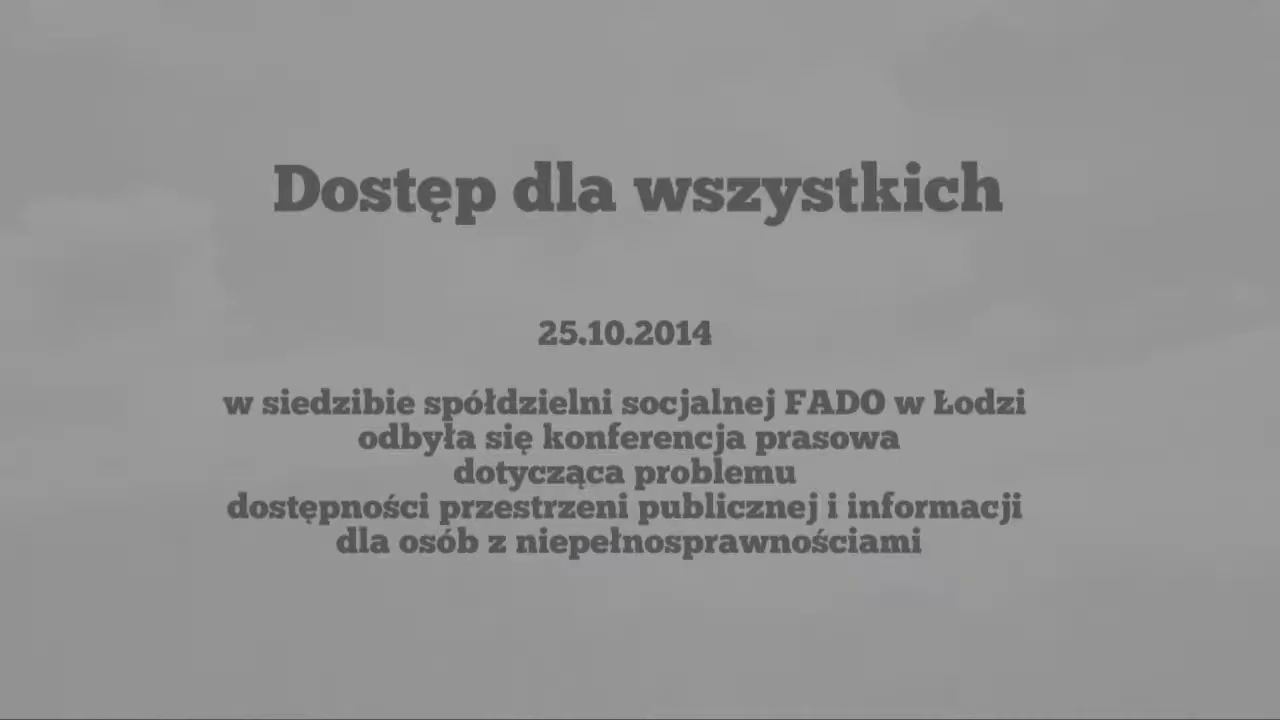 Dostęp dla wszystkich
25.10.2014
w siedzibie spółdzielni socjalnej FADO w Łodzi
odbyła się konferencja prasowa
dotycząca problemu
dostępności przestrzeni publicznej i informacji
dla osób z niepełnosprawnościami